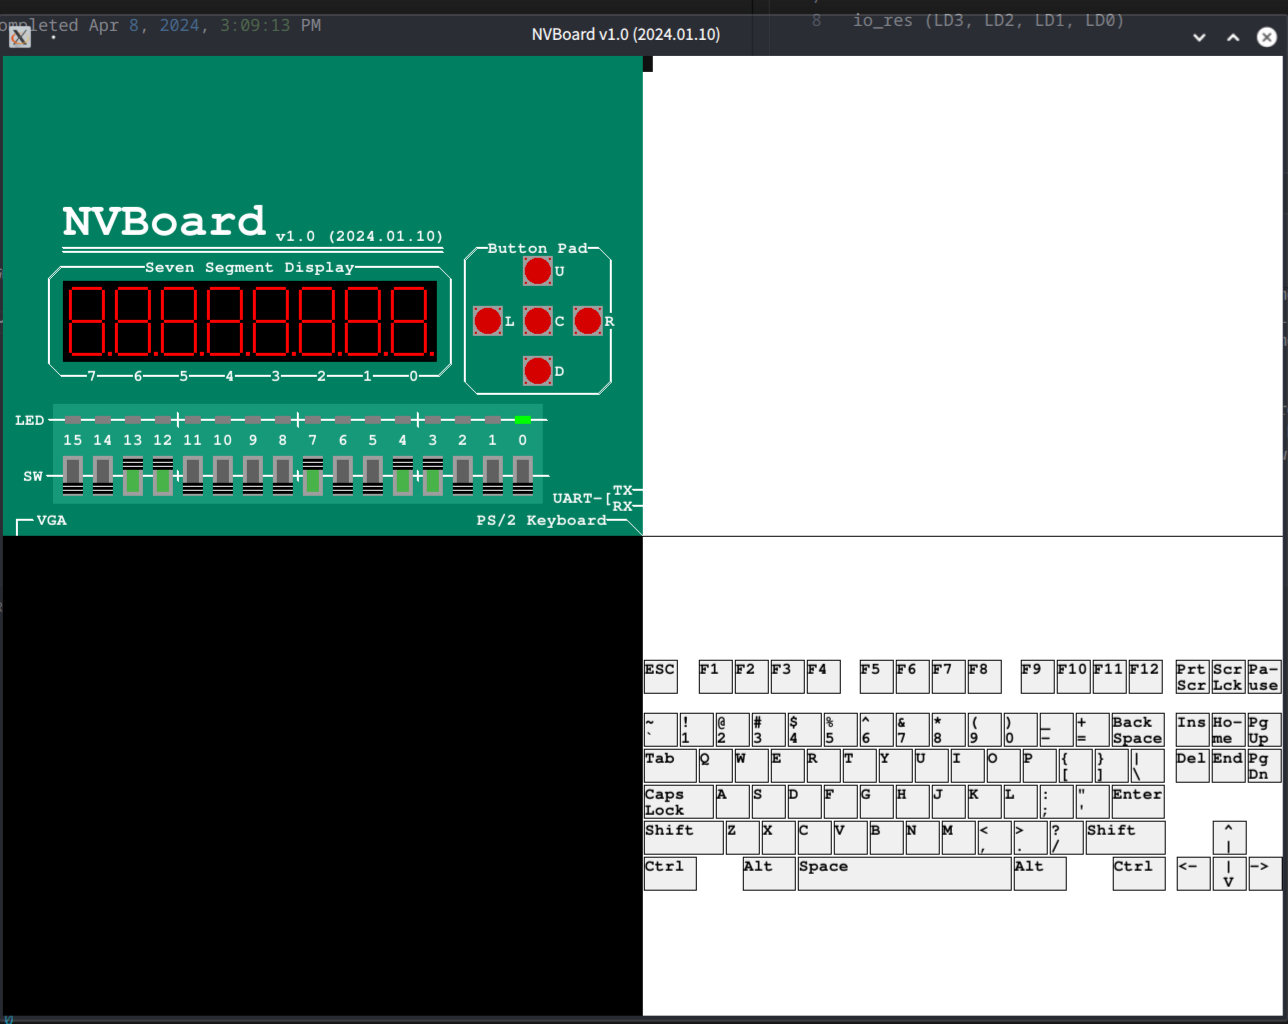 ompleted Apr 8, 2024, 3:09:13 PM
8 io_res (LD3, LD2, LD1, LD0)
NVBoard v1.0 (2024.01.10)
NVBoard v1.0 (2024.01.10)
Seven Segment Display
7 6 5 4 3 2 1 0
Button Pad
U
L C R
D
LED
15 14 13 12 11 10 9 8 7 6 5 4 3 2 1 0
SW
UART-[TX
RX
VGA
PS/2 Keyboard
ESC F1 F2 F3 F4 F5 F6 F7 F8 F9 F10 F11 F12 Prt Scr Pa-
Scr Lck use
~ ! @ # $ % ^ & * ( ) _ + Back Ins Ho- Pg
` 1 2 3 4 5 6 7 8 9 0 - = Space me Up
Tab Q W E R T Y U I O P { } | Del End Pg
[ ] \ Dn
Caps A S D F G H J K L : " Enter
Lock ; '
Shift Z X C V B N M < > ? Shift ^
, . / |
Ctrl Alt Space Alt Ctrl <- | ->
V